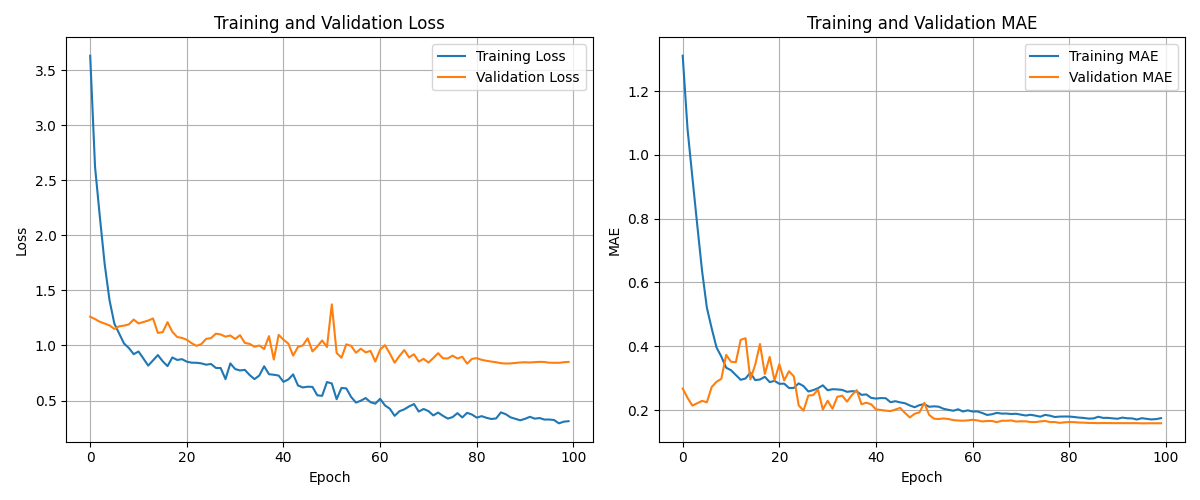 Training and Validation Loss
Training Loss
Validation Loss
3.5
3.0
2.5
2.0
1.5
1.0
0.5
Loss
0 20 40 60 80 100
Epoch
Training and Validation MAE
Training MAE
Validation MAE
1.2
1.0
0.8
0.6
0.4
0.2
MAE
0 20 40 60 80 100
Epoch